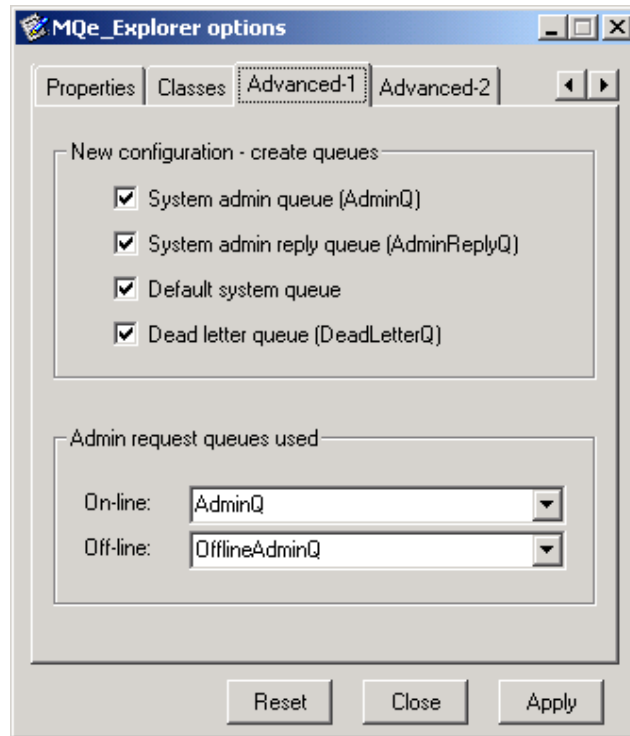 MQe_Explorer options
Properties Classes Advanced-1 Advanced-2
New configuration - create queues
System admin queue (AdminQ)
System admin reply queue (AdminReplyQ)
Default system queue
Dead letter queue (DeadLetterQ)
Admin request queues used
On-line: AdminQ
Off-line: OfflineAdminQ
Reset Close Apply